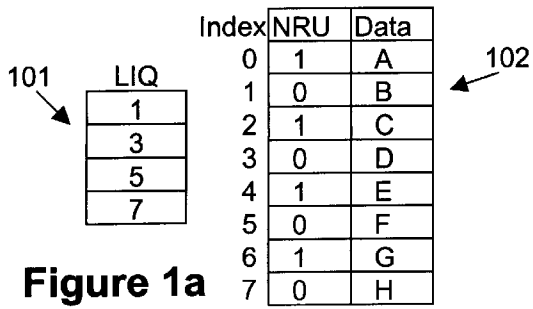 Index NRU Data
0 1 A
101 LIQ 102
1 0 B
1
2 1 C
3
3 0 D
5
4 1 E
7
5 0 F
6 1 G
Figure 1a
7 0 H